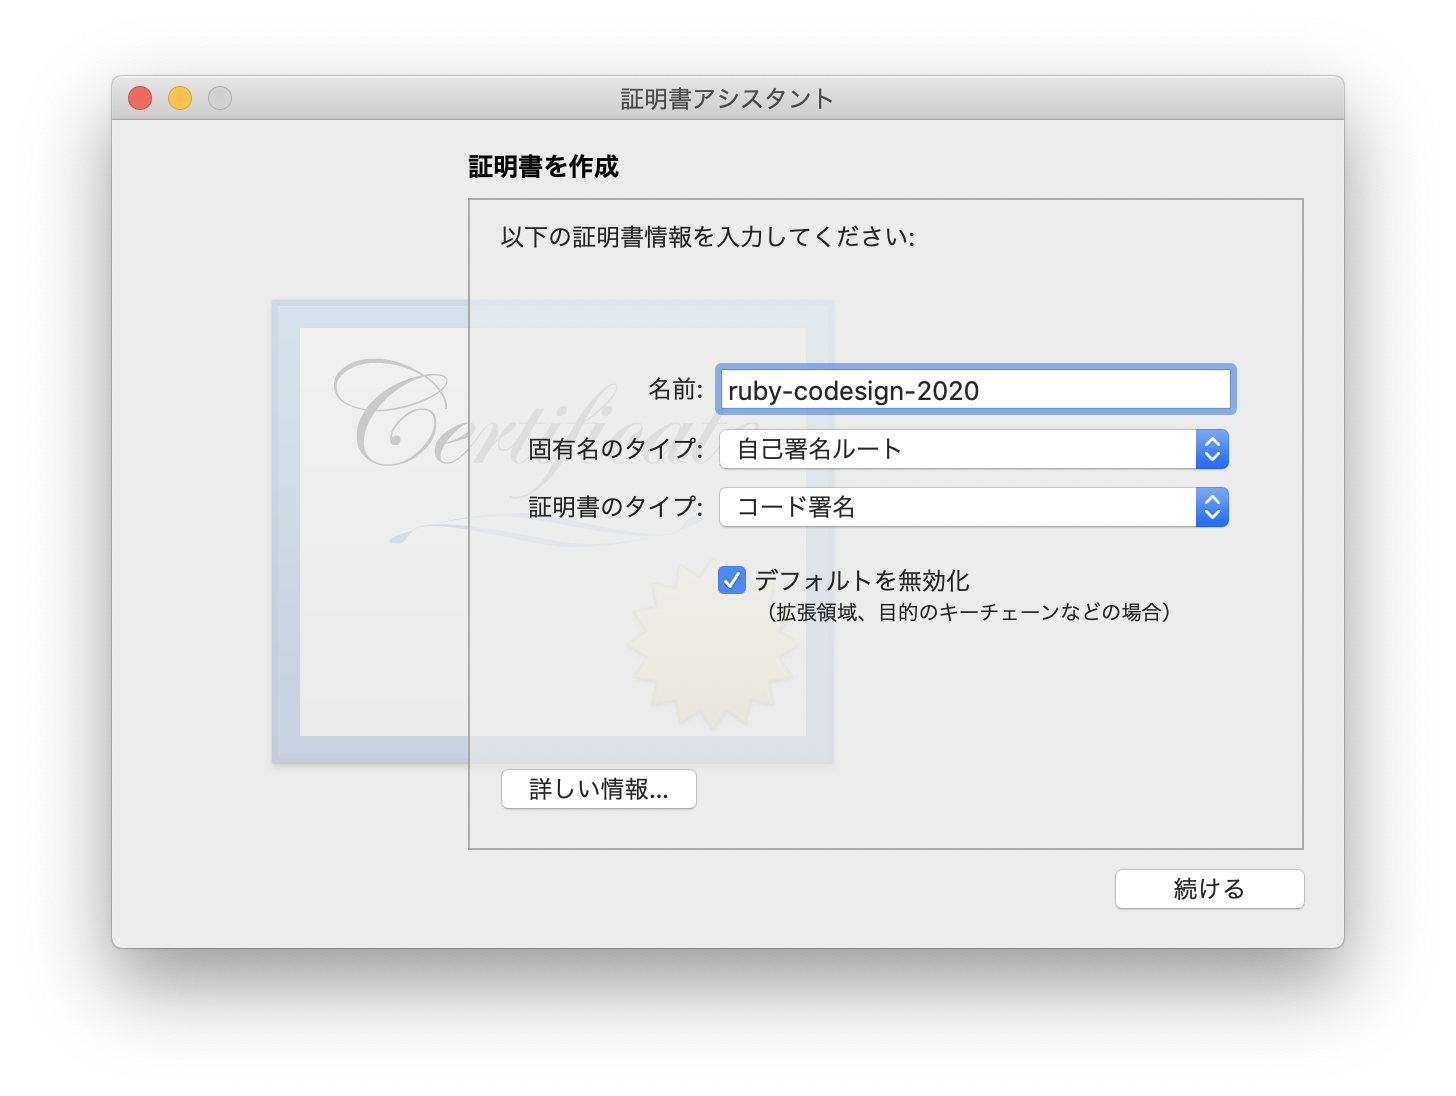 証明書アシスタント
証明書を作成
以下の証明書情報を入力してください:
Certificate
名前: ruby-codesign-2020
固有名のタイプ: 自己署名ルート
証明書のタイプ: コード署名
デフォルトを無効化
（拡張領域、目的のキーチェーンなどの場合）
詳しい情報...
続ける